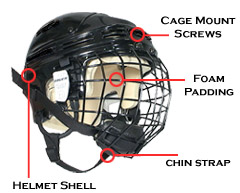 Cage Mount
Screws
Foam
Padding
chin strap
Helmet Shell